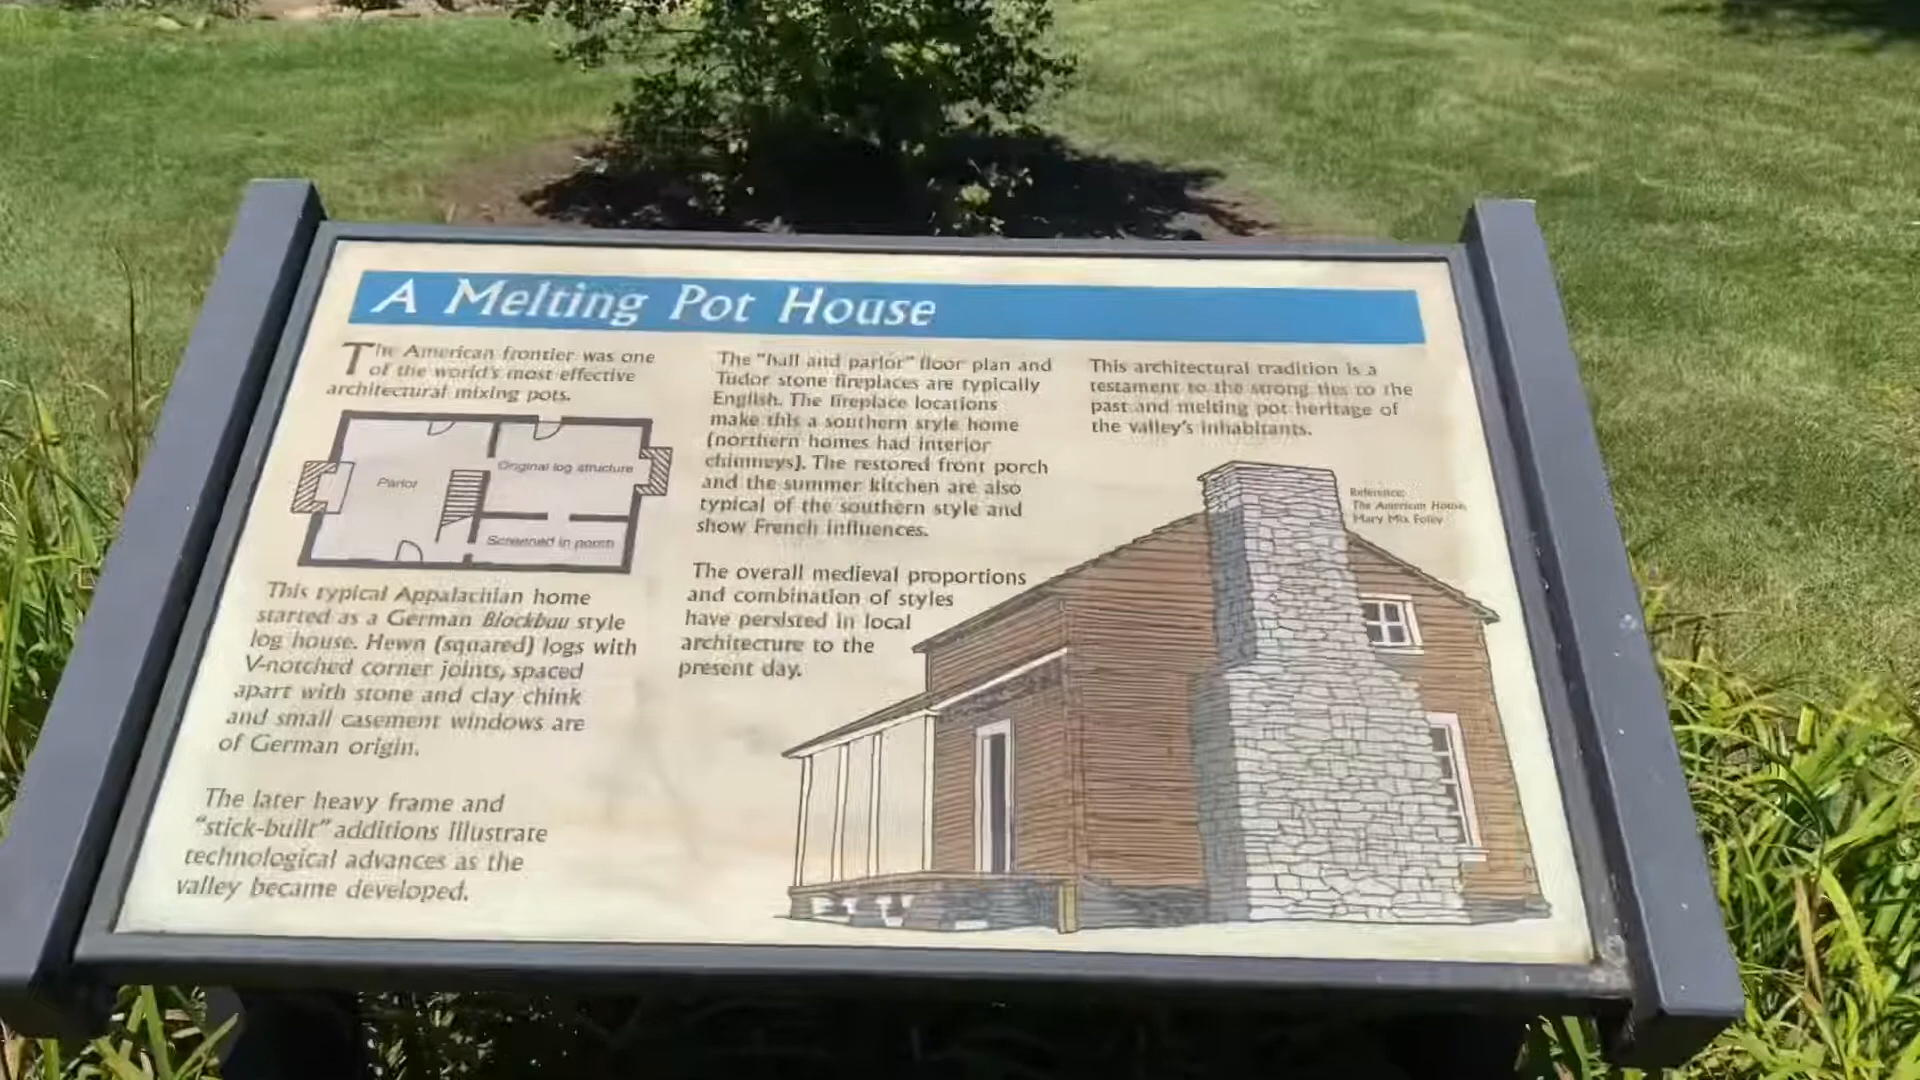 A Melting Pot House
The American frontier was one
of the world's most effective
architectural mixing pots.
Parlor
Original log structure
Screened in porch
This typical Appalachian home
started as a German Blockbau style
log house. Hewn (squared) logs with
V-notched corner joints, spaced
apart with stone and clay chink
and small casement windows are
of German origin.
The later heavy frame and
"stick-built" additions illustrate
technological advances as the
valley became developed.
The "hall and parlor" floor plan and
Tudor stone fireplaces are typically
English. The fireplace locations
make this a southern style home
(northern homes had interior
chimneys). The restored front porch
and the summer kitchen are also
typical of the southern style and
show French influences.
The overall medieval proportions
and combination of styles
have persisted in local
architecture to the
present day.
This architectural tradition is a
testament to the strong ties to the
past and melting pot heritage of
the valley's inhabitants.
Reference:
The American House,
Mary Mix Foley